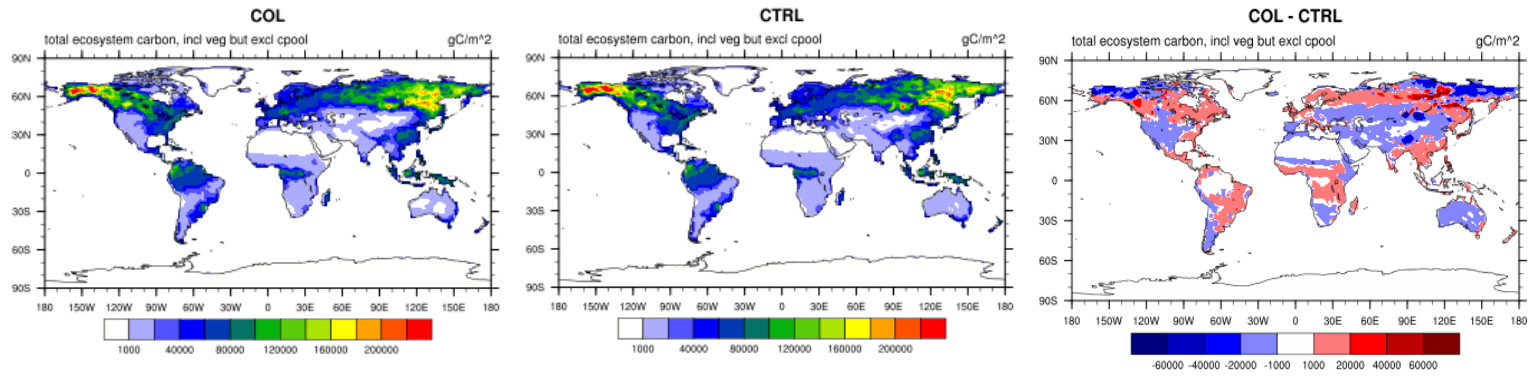 COL
total ecosystem carbon, incl veg but excl cpool gC/m^2
90N
60N
30N
0
30S
60S
90S
180 150W 120W 90W 60W 30W 0 30E 60E 90E 120E 150E 180
1000 40000 80000 120000 160000 200000
CTRL
total ecosystem carbon, incl veg but excl cpool gC/m^2
90N
60N
30N
0
30S
60S
90S
180 150W 120W 90W 60W 30W 0 30E 60E 90E 120E 150E 180
1000 40000 80000 120000 160000 200000
COL - CTRL
total ecosystem carbon, incl veg but excl cpool gC/m^2
90N
60N
30N
0
30S
60S
90S
180 150W 120W 90W 60W 30W 0 30E 60E 90E 120E 150E 180
-60000 -40000 -20000 -1000 1000 20000 40000 60000